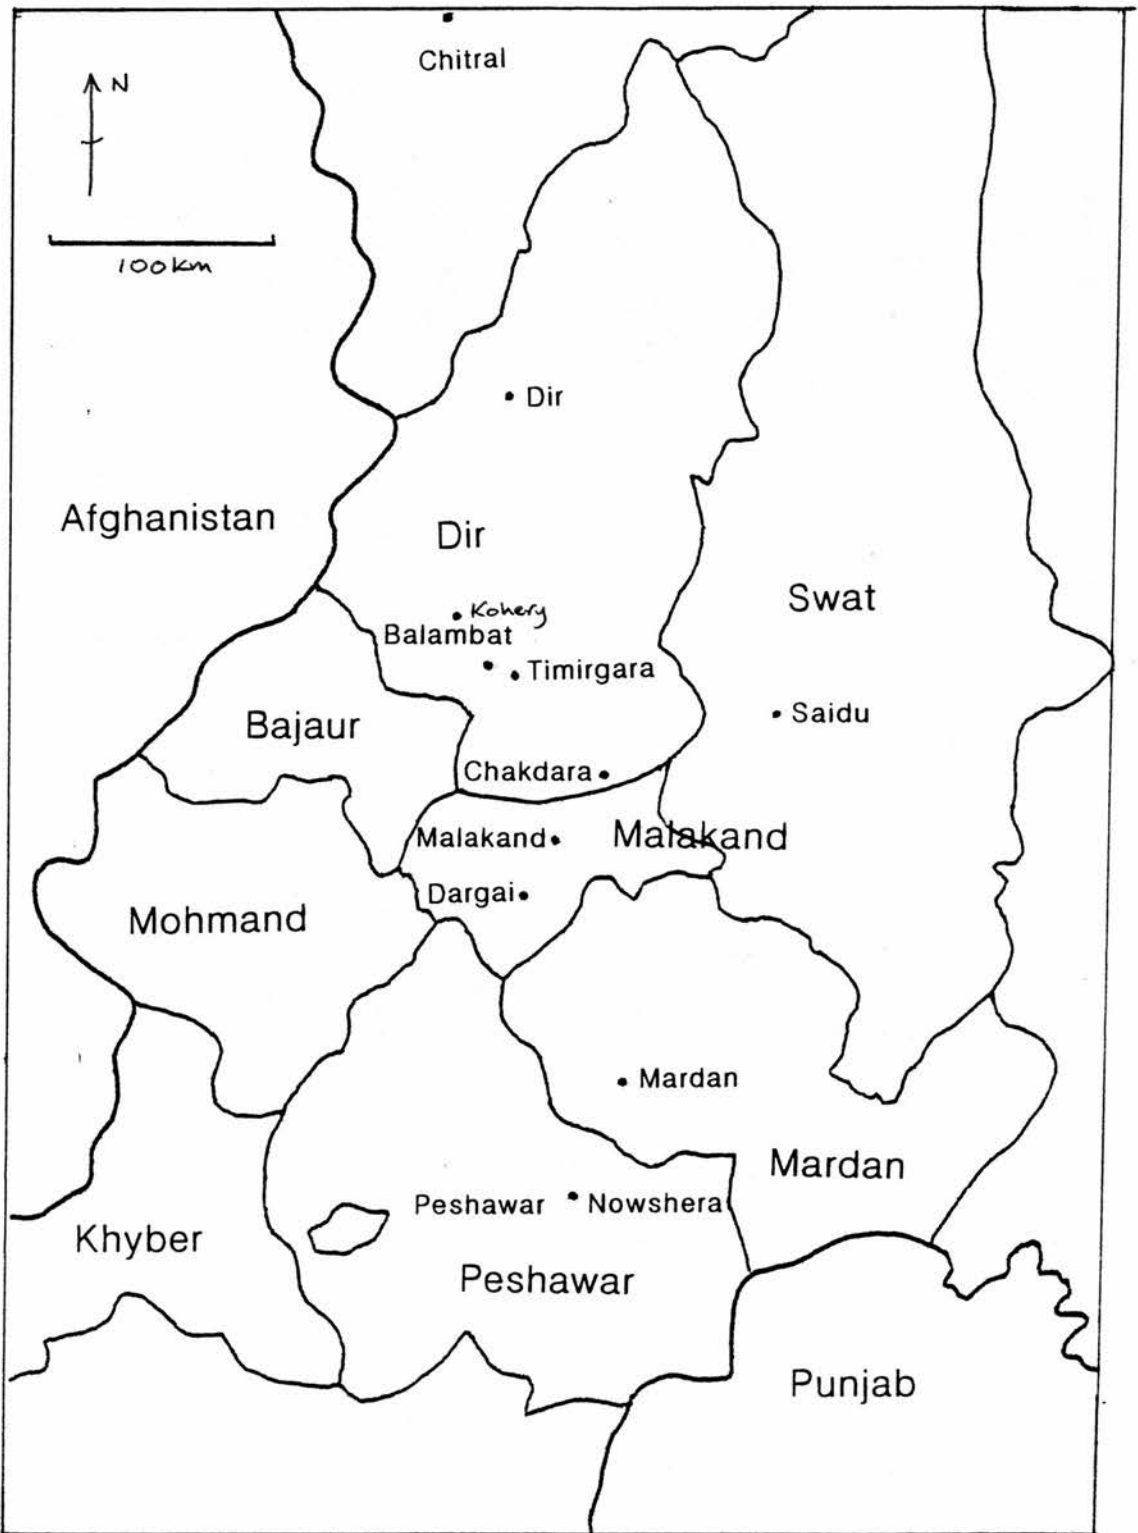 Chitral
N
100km
Dir
Afghanistan
Dir
Swat
Kohery
Balambat
Timirgara
Saidu
Bajaur
Chakdara
Malakand
Malakand
Dargai
Mohmand
Mardan
Mardan
Peshawar
Nowshera
Khyber
Peshawar
Punjab